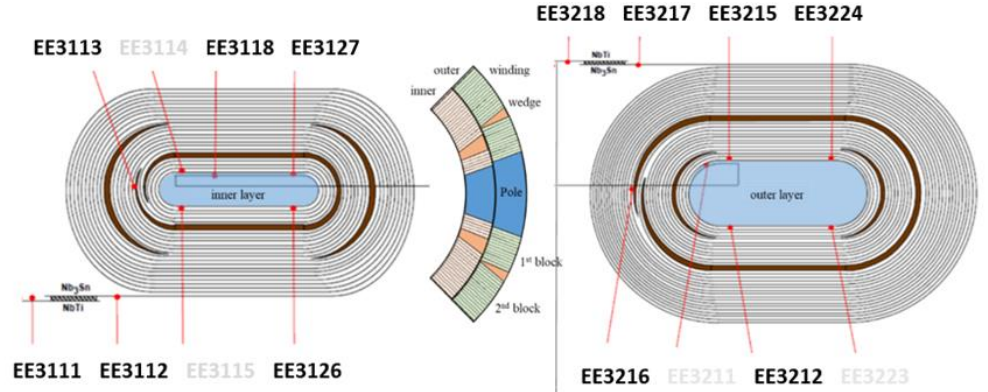 EE3113 EE3114 EE3118 EE3127
inner layer
Nb3Sn
NbTi
EE3111 EE3112 EE3115 EE3126
outer
winding
inner
wedge
Pole
1st block
2nd block
EE3218 EE3217 EE3215 EE3224
NbTi
Nb3Sn
outer layer
EE3216 EE3211 EE3212 EE3223